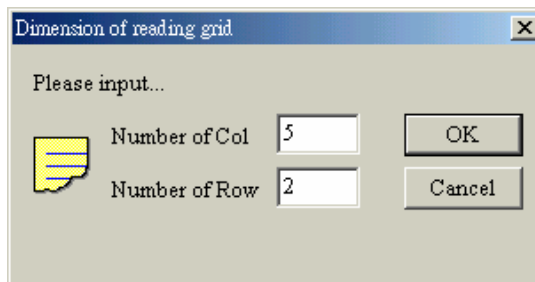 Dimension of reading grid
Please input...
Number of Col 5 OK
Number of Row 2 Cancel